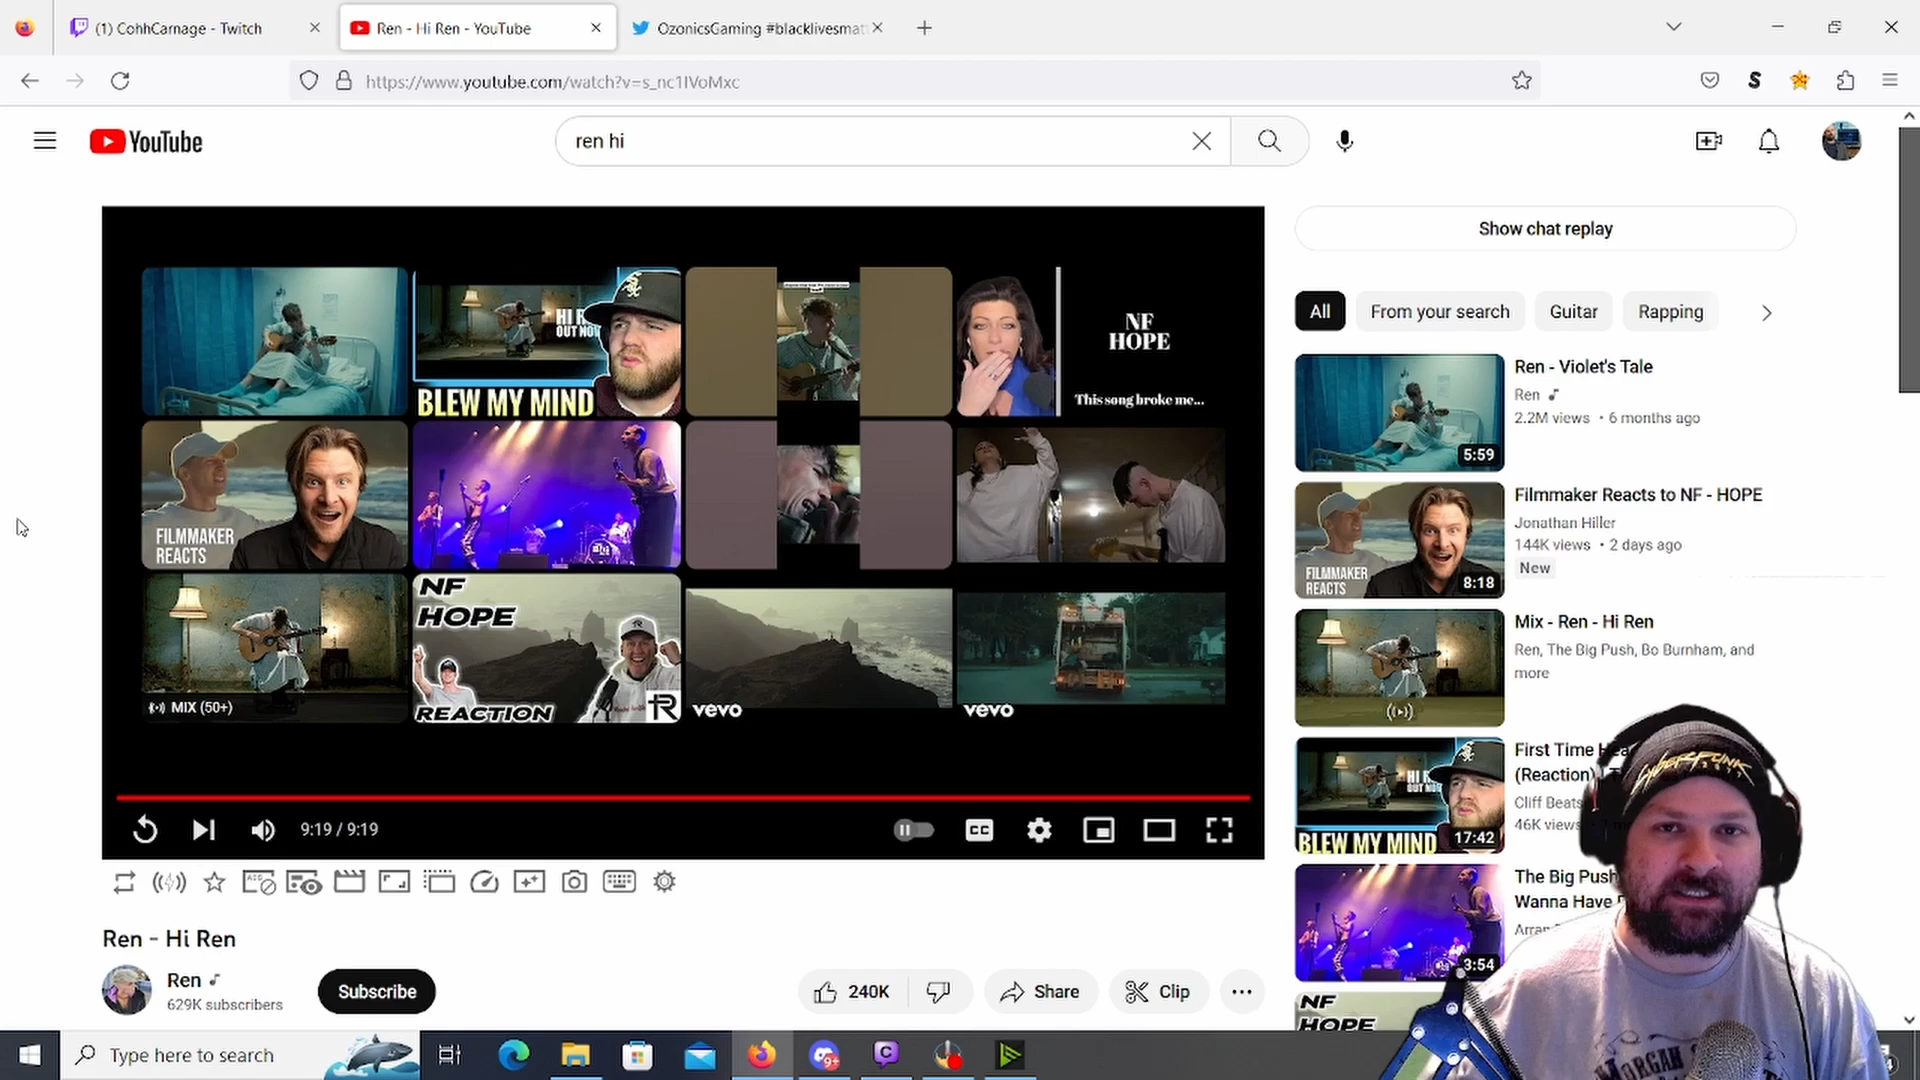 (1) CohhCarnage - Twitch
Ren - Hi Ren - YouTube
OzonicsGaming #blacklivesmat
https://www.youtube.com/watch?v=s_nc1IVoMxc
S
YouTube
ren hi
Show chat replay
All
From your search
Guitar
Rapping
HI R
OUT NOW
BLEW MY MIND
NF
HOPE
This song broke me...
FILMMAKER
REACTS
MIX (50+)
NF
HOPE
REACTION
R
vevo
vevo
9:19 / 9:19
CC
Ren - Hi Ren
Ren
629K subscribers
Subscribe
240K
Share
Clip
Ren - Violet's Tale
Ren
2.2M views • 6 months ago
5:59
Filmmaker Reacts to NF - HOPE
Jonathan Hiller
144K views • 2 days ago
New
FILMMAKER
REACTS
8:18
Mix - Ren - Hi Ren
Ren, The Big Push, Bo Burnham, and
more
First Time Hea
(Reaction) | T
Cliff Beats
46K views
BLEW MY MIND
17:42
The Big Push
Wanna Have
Arran
3:54
NF
HOPE
CYBERPUNK
MORGAN
Type here to search
9+